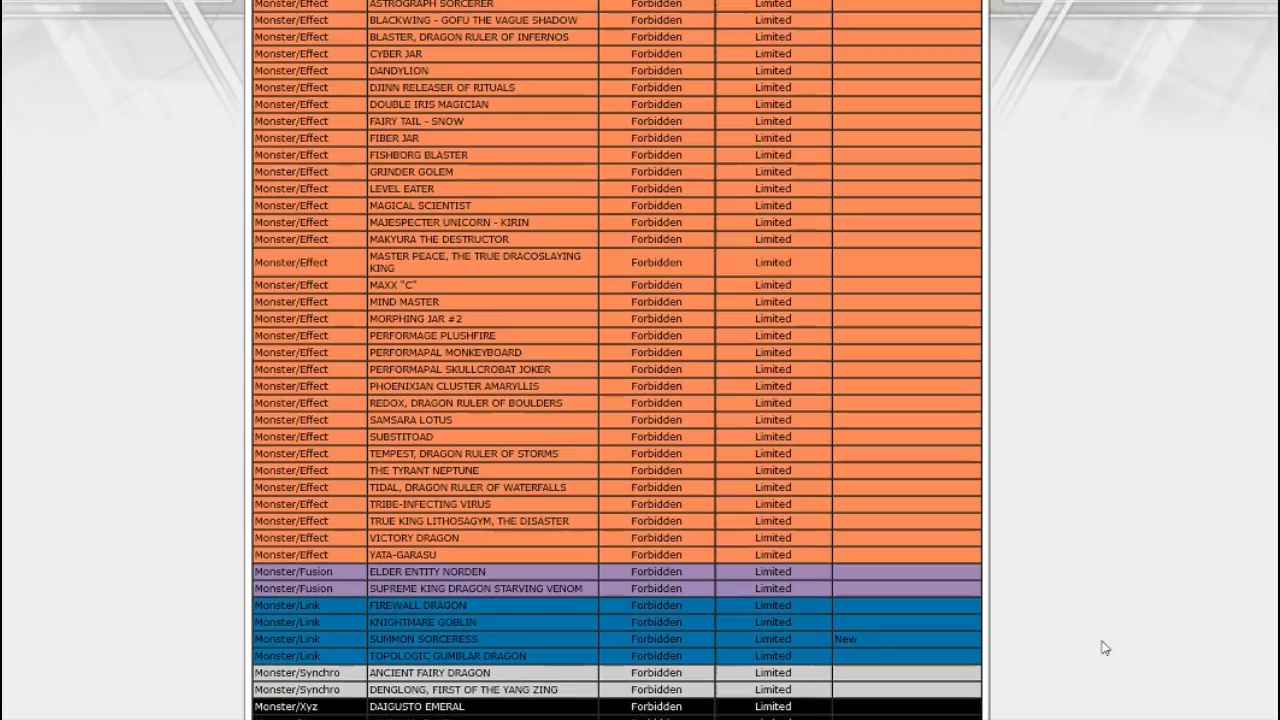 Monster/Effect ASTROGRAPH SORCERER Forbidden Limited
Monster/Effect BLACKWING - GOFU THE VAGUE SHADOW Forbidden Limited
Monster/Effect BLASTER, DRAGON RULER OF INFERNOS Forbidden Limited
Monster/Effect CYBER JAR Forbidden Limited
Monster/Effect DANDYLION Forbidden Limited
Monster/Effect DJINN RELEASER OF RITUALS Forbidden Limited
Monster/Effect DOUBLE IRIS MAGICIAN Forbidden Limited
Monster/Effect FAIRY TAIL - SNOW Forbidden Limited
Monster/Effect FIBER JAR Forbidden Limited
Monster/Effect FISHBORG BLASTER Forbidden Limited
Monster/Effect GRINDER GOLEM Forbidden Limited
Monster/Effect LEVEL EATER Forbidden Limited
Monster/Effect MAGICAL SCIENTIST Forbidden Limited
Monster/Effect MAJESPECTER UNICORN - KIRIN Forbidden Limited
Monster/Effect MAKYURA THE DESTRUCTOR Forbidden Limited
Monster/Effect MASTER PEACE, THE TRUE DRACOSLAYING Forbidden Limited
KING
Monster/Effect MAXX "C" Forbidden Limited
Monster/Effect MIND MASTER Forbidden Limited
Monster/Effect MORPHING JAR #2 Forbidden Limited
Monster/Effect PERFORMAGE PLUSHFIRE Forbidden Limited
Monster/Effect PERFORMAPAL MONKEYBOARD Forbidden Limited
Monster/Effect PERFORMAPAL SKULLCROBAT JOKER Forbidden Limited
Monster/Effect PHOENIXIAN CLUSTER AMARYLLIS Forbidden Limited
Monster/Effect REDOX, DRAGON RULER OF BOULDERS Forbidden Limited
Monster/Effect SAMSARA LOTUS Forbidden Limited
Monster/Effect SUBSTITOAD Forbidden Limited
Monster/Effect TEMPEST, DRAGON RULER OF STORMS Forbidden Limited
Monster/Effect THE TYRANT NEPTUNE Forbidden Limited
Monster/Effect TIDAL, DRAGON RULER OF WATERFALLS Forbidden Limited
Monster/Effect TRIBE-INFECTING VIRUS Forbidden Limited
Monster/Effect TRUE KING LITHOSAGYM, THE DISASTER Forbidden Limited
Monster/Effect VICTORY DRAGON Forbidden Limited
Monster/Effect YATA-GARASU Forbidden Limited
Monster/Fusion ELDER ENTITY NORDEN Forbidden Limited
Monster/Fusion SUPREME KING DRAGON STARVING VENOM Forbidden Limited
Monster/Link FIREWALL DRAGON Forbidden Limited
Monster/Link KNIGHTMARE GOBLIN Forbidden Limited
Monster/Link SUMMON SORCERESS Forbidden Limited New
Monster/Link TOPOLOGIC GUMBLAR DRAGON Forbidden Limited
Monster/Synchro ANCIENT FAIRY DRAGON Forbidden Limited
Monster/Synchro DENGLONG, FIRST OF THE YANG ZING Forbidden Limited
Monster/Xyz DAIGUSTO EMERAL Forbidden Limited